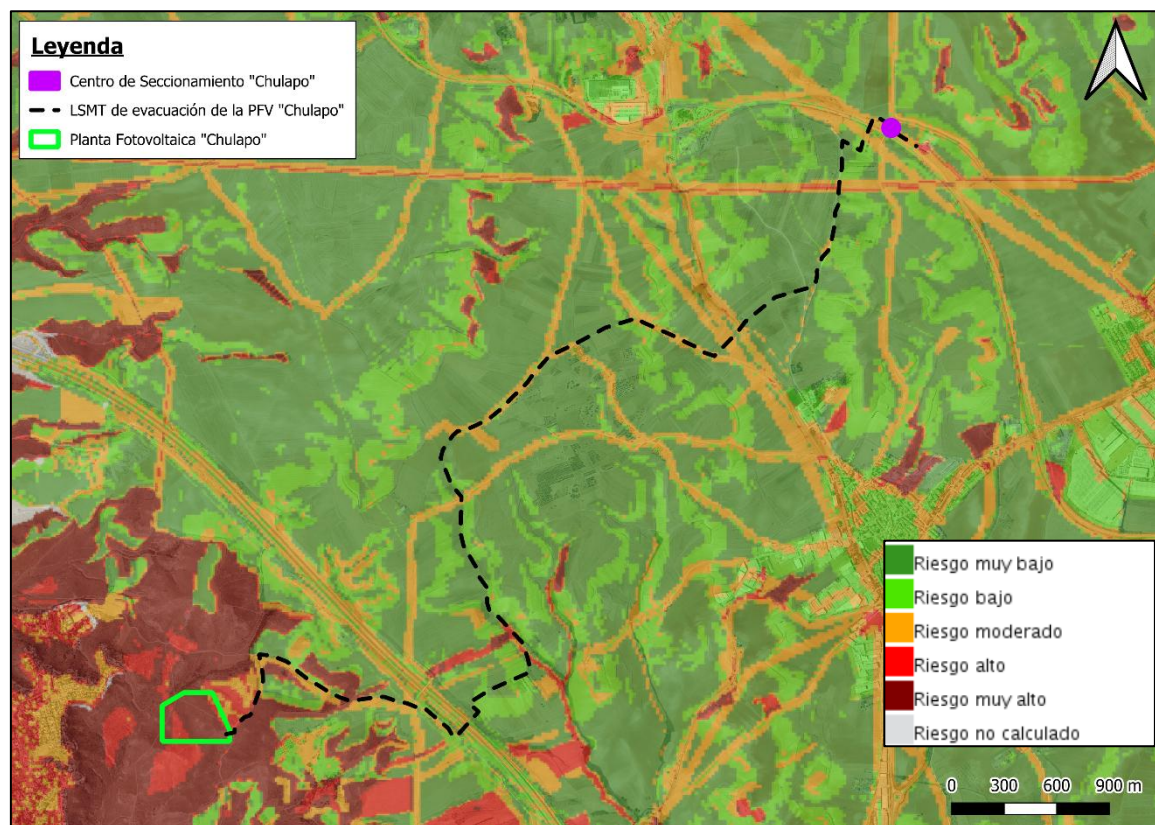 Leyenda
Centro de Seccionamiento "Chulapo"
LSMT de evacuación de la PFV "Chulapo"
Planta Fotovoltaica "Chulapo"
Riesgo muy bajo
Riesgo bajo
Riesgo moderado
Riesgo alto
Riesgo muy alto
Riesgo no calculado
0 300 600 900 m